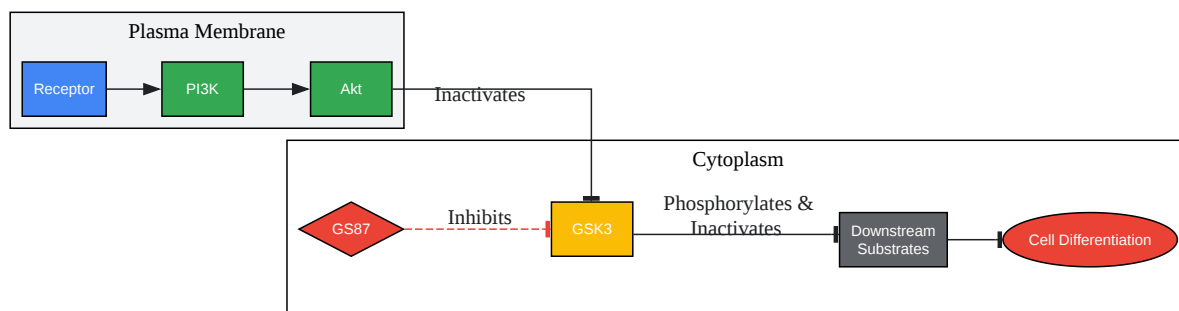 Plasma Membrane
Receptor
PI3K
Akt
Inactivates
Cytoplasm
GS87
Inhibits
GSK3
Phosphorylates &
Inactivates
Downstream
Substrates
Cell Differentiation